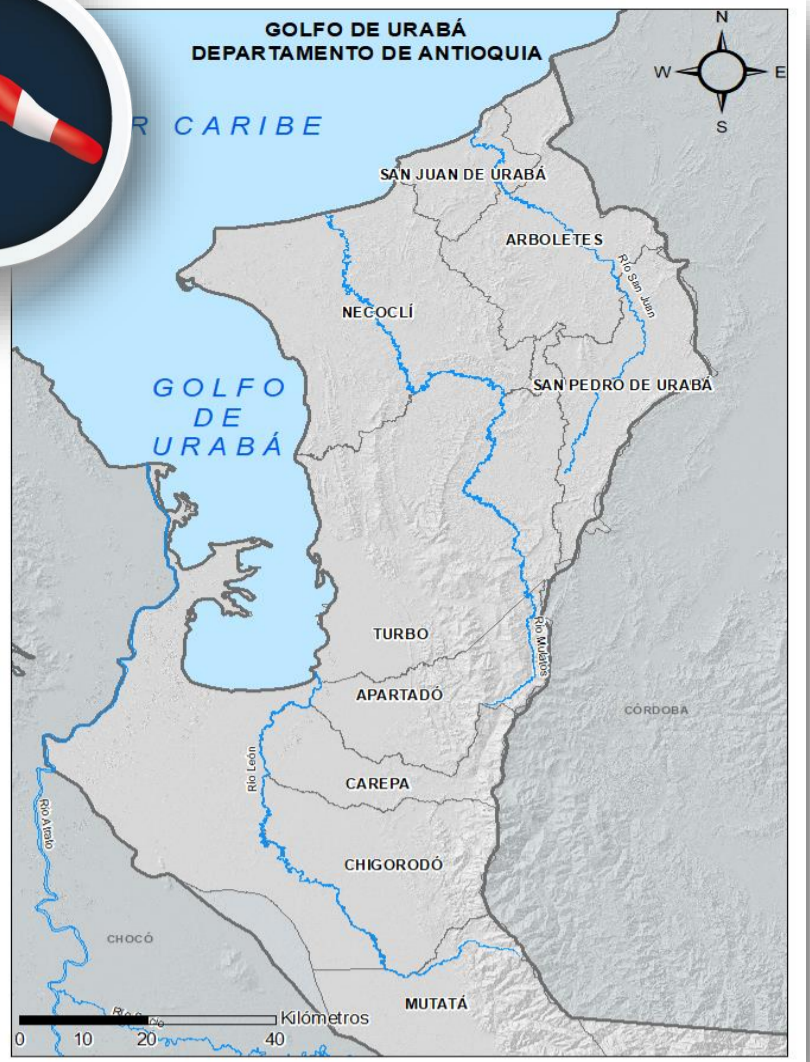 GOLFO DE URABÁ
DEPARTAMENTO DE ANTIOQUIA
N
W
E
S
R CARIBE
SAN JUAN DE URABÁ
ARBOLETES
Río San Juan
NECOCLÍ
SAN PEDRO DE URABÁ
GOLFO
DE
URABÁ
TURBO
Río Mulatos
APARTADÓ
CÓRDOBA
Río León
CAREPA
Río Atrato
CHIGORODÓ
CHOCÓ
MUTATÁ
Kilómetros
0 10 20 40